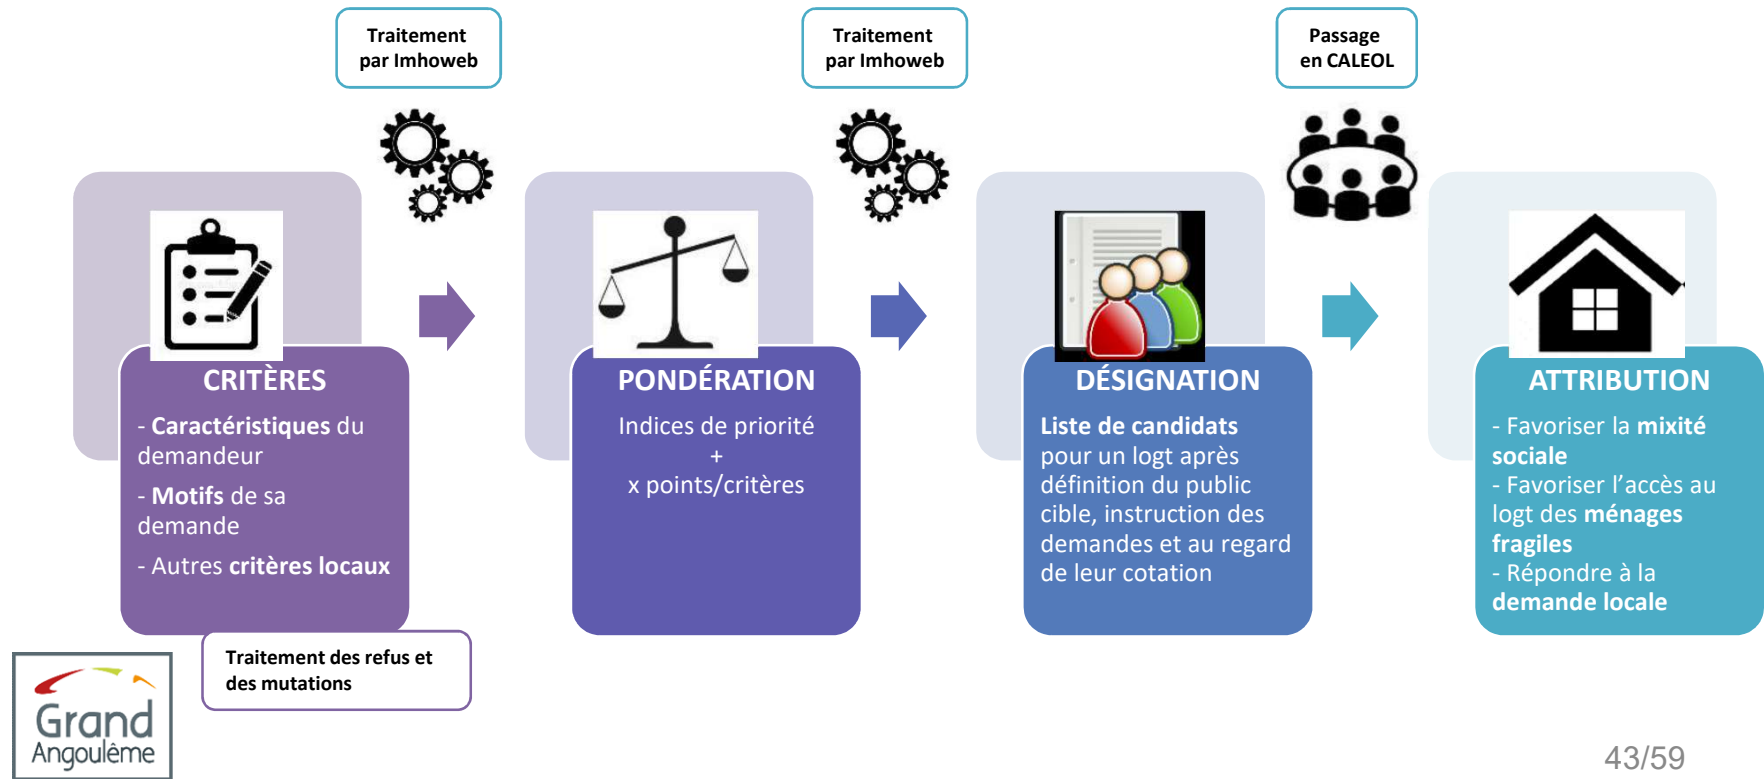 Traitement
par Imhoweb
Traitement
par Imhoweb
Passage
en CALEOL
CRITÈRES
- Caractéristiques du
demandeur
- Motifs de sa
demande
- Autres critères locaux
Traitement des refus et
des mutations
PONDÉRATION
Indices de priorité
+
x points/critères
DÉSIGNATION
Liste de candidats
pour un logt après
définition du public
cible, instruction des
demandes et au regard
de leur cotation
ATTRIBUTION
- Favoriser la mixité
sociale
- Favoriser l’accès au
logt des ménages
fragiles
- Répondre à la
demande locale
Grand
Angoulême
43/59